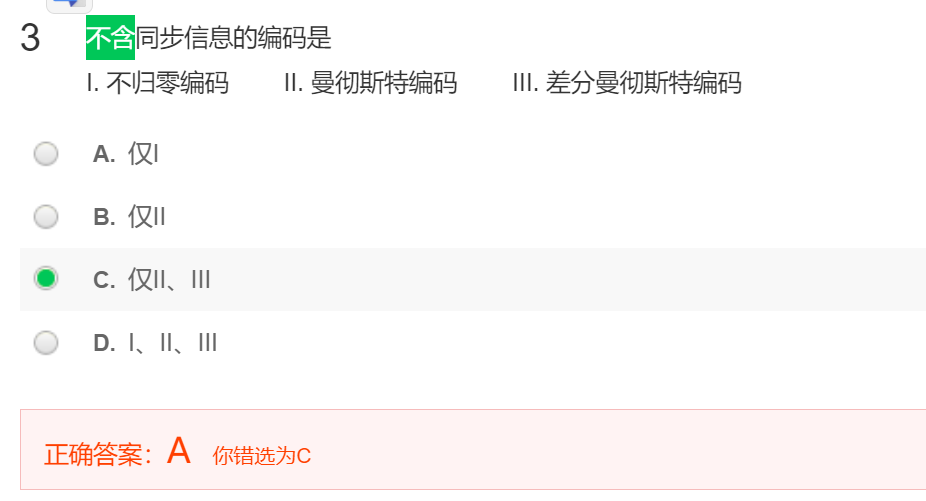 3 不含同步信息的编码是
I. 不归零编码 II. 曼彻斯特编码 III. 差分曼彻斯特编码
A. 仅I
B. 仅II
C. 仅II、III
D. I、II、III
正确答案：A 你错选为C